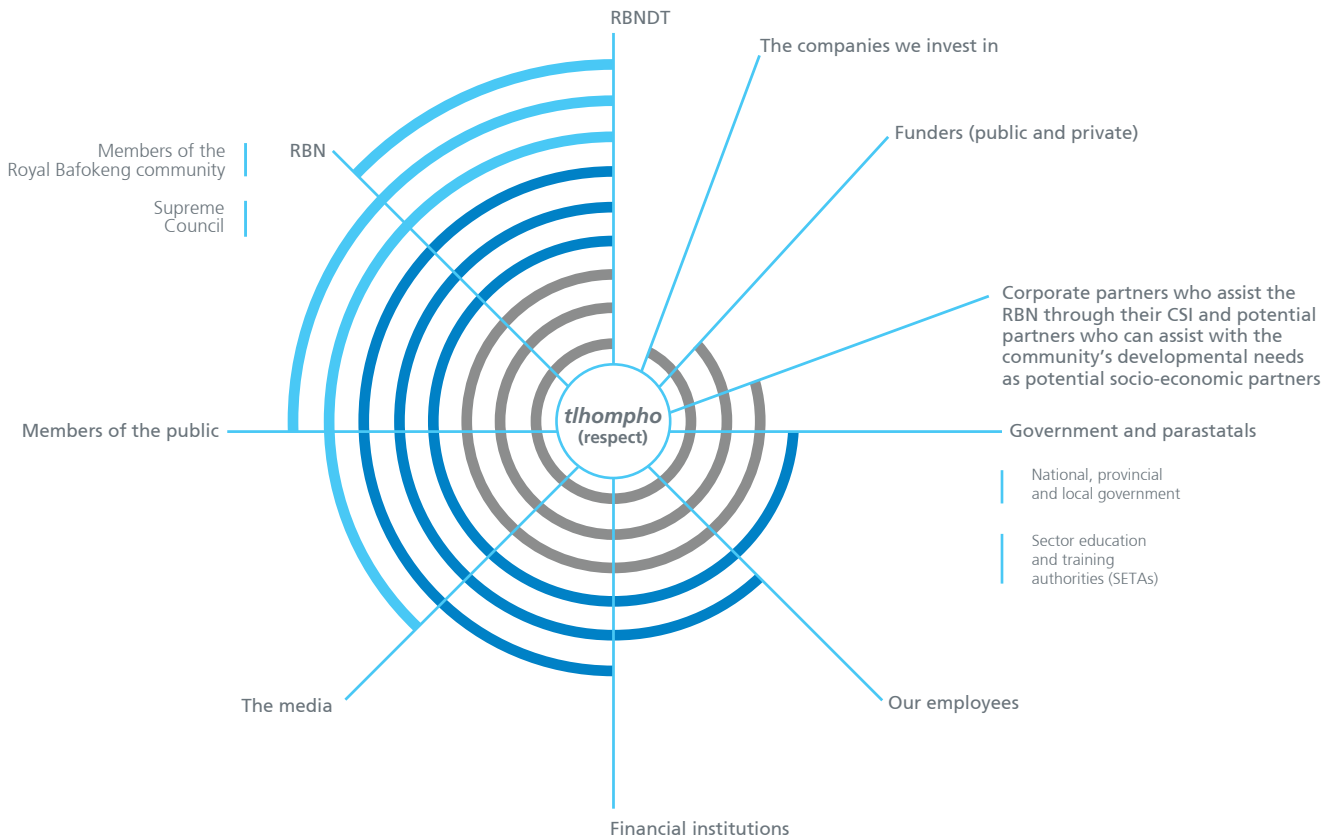 RBNDT
The companies we invest in
Funders (public and private)
Corporate partners who assist the
RBN through their CSI and potential
partners who can assist with the
community’s developmental needs
as potential socio-economic partners
Government and parastatals
National, provincial
and local government
Sector education
and training
authorities (SETAs)
Our employees
Financial institutions
The media
Members of the public
RBN
Members of the
Royal Bafokeng community
Supreme
Council
tlhompho
(respect)